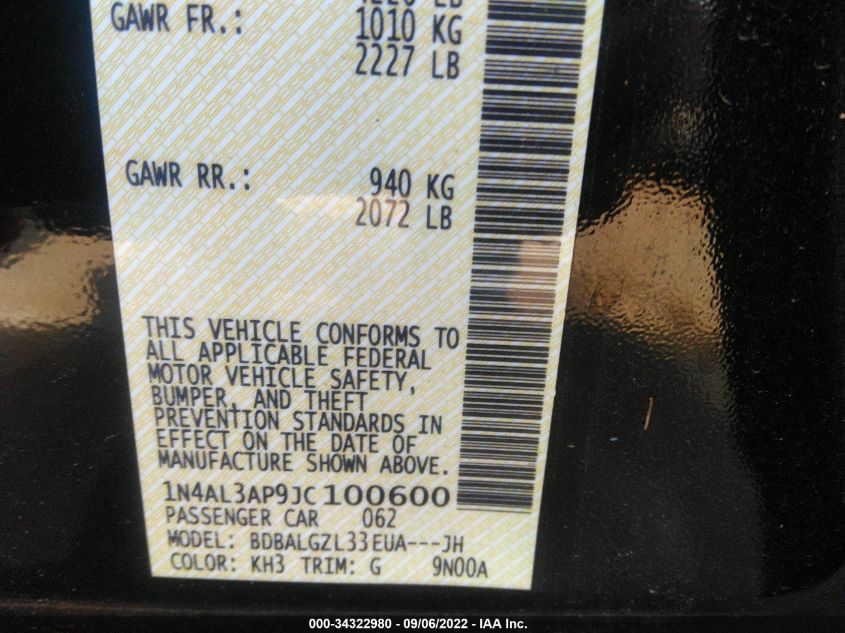 GAWR FR.: 1010 KG
2227 LB
GAWR RR.: 940 KG
2072 LB
THIS VEHICLE CONFORMS TO
ALL APPLICABLE FEDERAL
MOTOR VEHICLE SAFETY,
BUMPER, AND THEFT
PREVENTION STANDARDS IN
EFFECT ON THE DATE OF
MANUFACTURE SHOWN ABOVE.
1N4AL3AP9JC100600
PASSENGER CAR 062
MODEL: BDBALGZL33EUA---JH
COLOR: KH3 TRIM: G 9N00A
000-34322980 - 09/06/2022 - IAA Inc.